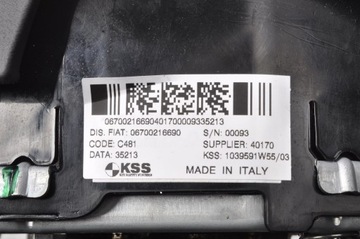 06700216690401700009335213
DIS. FIAT: 06700216690 S/N: 00093
CODE: C481 SUPPLIER: 40170
DATA: 35213 KSS: 1039591W55/03
KSS
MADE IN ITALY